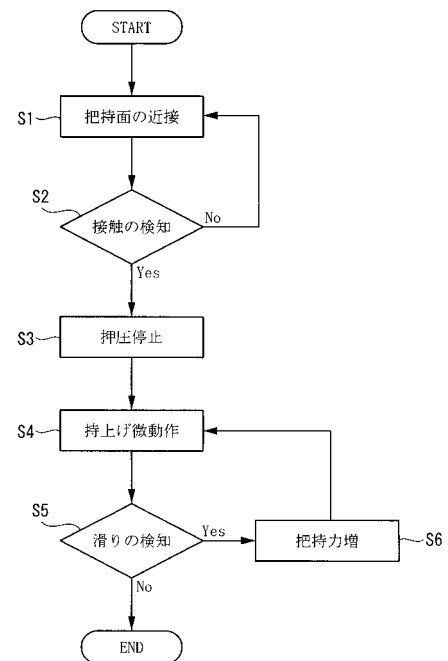 START
S1
把持面の近接
S2
接触の検知
No
Yes
S3
押圧停止
S4
持上げ微動作
S5
滑りの検知
Yes
把持力増
S6
No
END